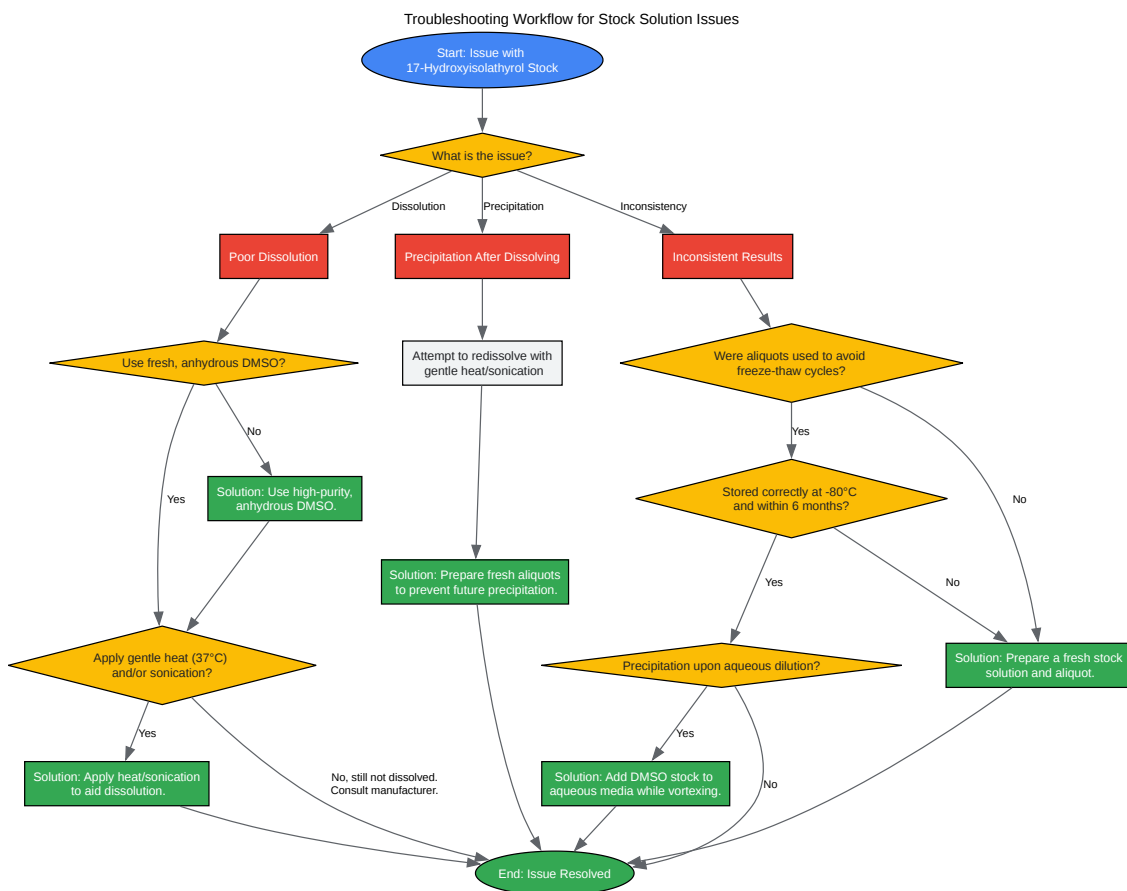 Troubleshooting Workflow for Stock Solution Issues
Start: Issue with
17-Hydroxyisolathyrol Stock
What is the issue?
Dissolution
Precipitation
Inconsistency
Poor Dissolution
Precipitation After Dissolving
Inconsistent Results
Use fresh, anhydrous DMSO?
Attempt to redissolve with
gentle heat/sonication
Were aliquots used to avoid
freeze-thaw cycles?
No
Yes
Yes
Solution: Use high-purity,
anhydrous DMSO.
Stored correctly at -80°C
and within 6 months?
No
Solution: Prepare fresh aliquots
to prevent future precipitation.
Yes
No
Apply gentle heat (37°C)
and/or sonication?
Precipitation upon aqueous dilution?
Solution: Prepare a fresh stock
solution and aliquot.
Yes
Yes
No, still not dissolved.
Consult manufacturer.
No
Solution: Apply heat/sonication
to aid dissolution.
Solution: Add DMSO stock to
aqueous media while vortexing.
End: Issue Resolved